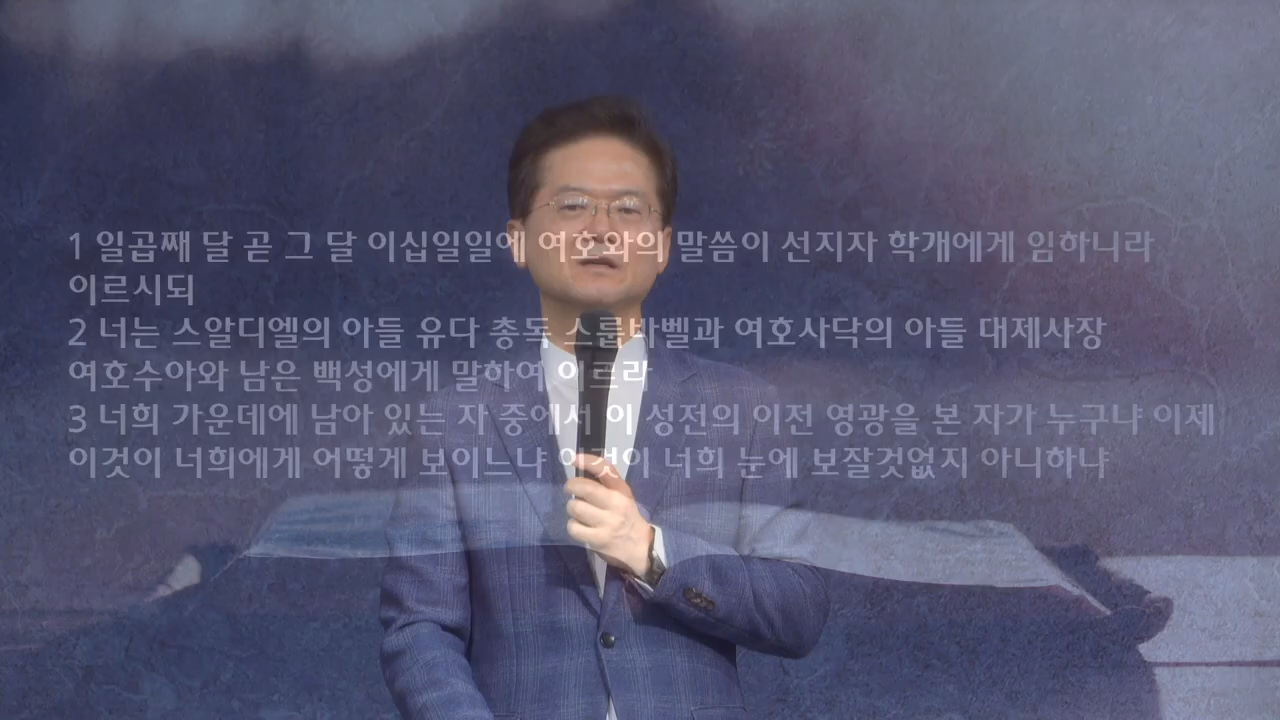 1 일곱째 달 곧 그 달 이십일일에 여호와의 말씀이 선지자 학개에게 임하니라
이르시되
2 너는 스알디엘의 아들 유다 총독 스룹바벨과 여호사닥의 아들 대제사장
여호수아와 남은 백성에게 말하여 이르라
3 너희 가운데에 남아 있는 자 중에서 이 성전의 이전 영광을 본 자가 누구냐 이제
이것이 너희에게 어떻게 보이느냐 이것이 너희 눈에 보잘것없지 아니하냐